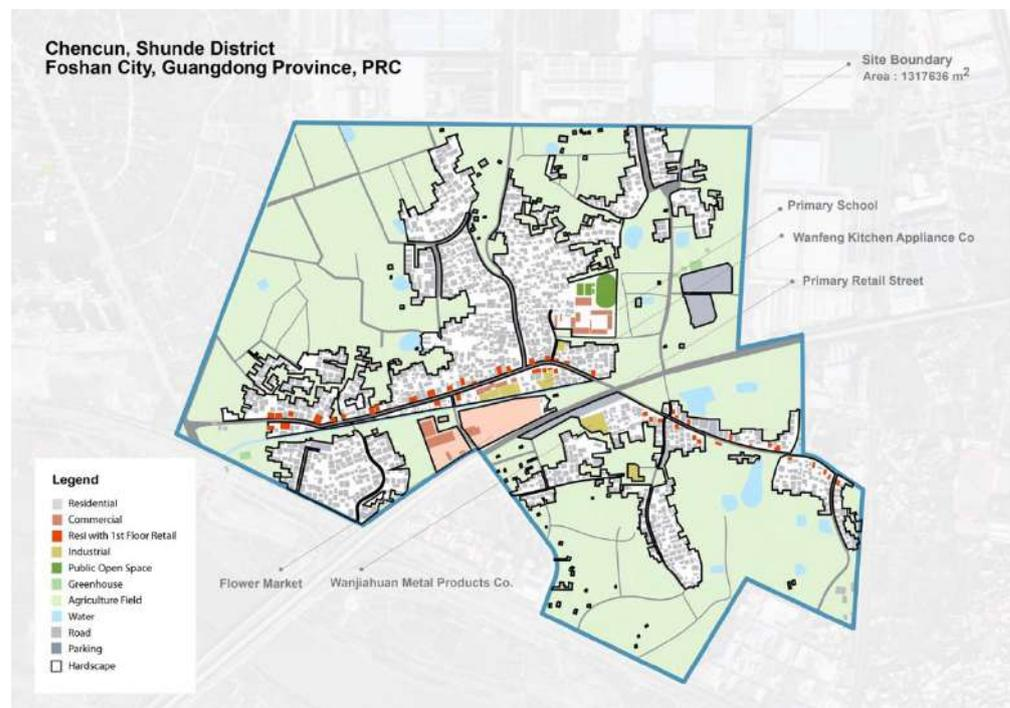 Chencun, Shunde District
Foshan City, Guangdong Province, PRC
Site Boundary
Area : 1317636 m²
Primary School
Wanfeng Kitchen Appliance Co
Primary Retail Street
Flower Market
Wanjiahuan Metal Products Co.
Legend
Residential
Commercial
Resl with 1st Floor Retail
Industrial
Public Open Space
Greenhouse
Agriculture Field
Water
Road
Parking
Hardscape